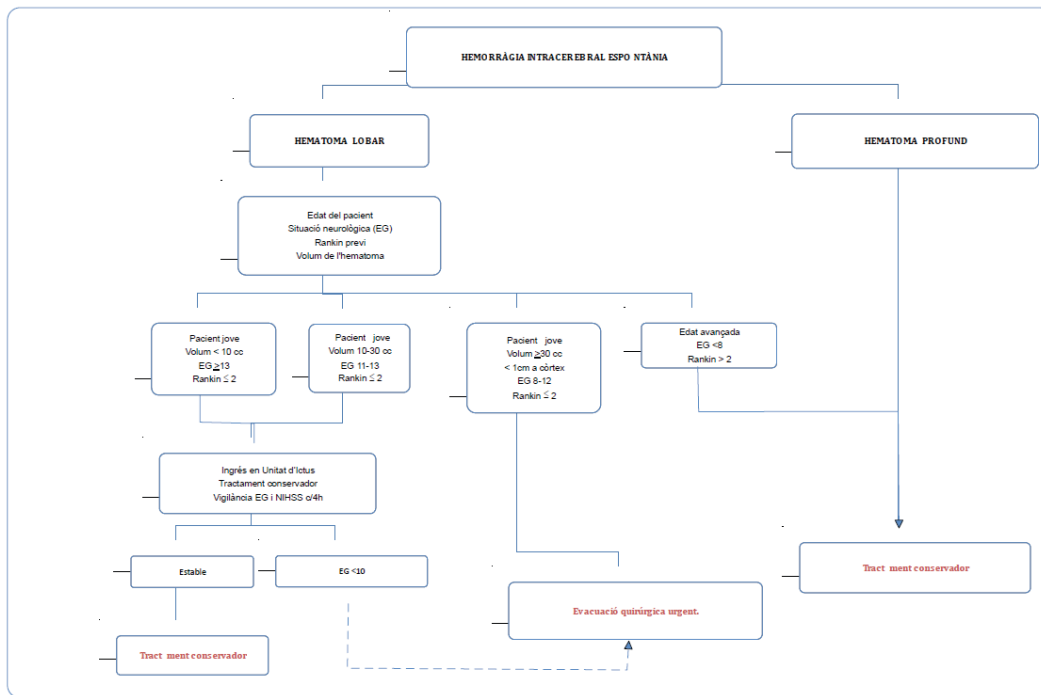 HEMORRÀGIA INTRACEREBRAL ESPO NTÀNIA
HEMATOMA LOBAR
HEMATOMA PROFUND
Edat del pacient
Situació neurològica (EG)
Rankin previ
Volum de l'hematoma
Pacient jove
Volum < 10 cc
EG ≥13
Rankin ≤ 2
Pacient jove
Volum 10-30 cc
EG 11-13
Rankin ≤ 2
Pacient jove
Volum ≥30 cc
< 1cm a còrtex
EG 8-12
Rankin ≤ 2
Edat avançada
EG <8
Rankin > 2
Ingrés en Unitat d'Ictus
Tractament conservador
Vigilància EG i NIHSS c/4h
Estable
EG <10
Tract ment conservador
Evacuació quirúrgica urgent.
Tract ment conservador